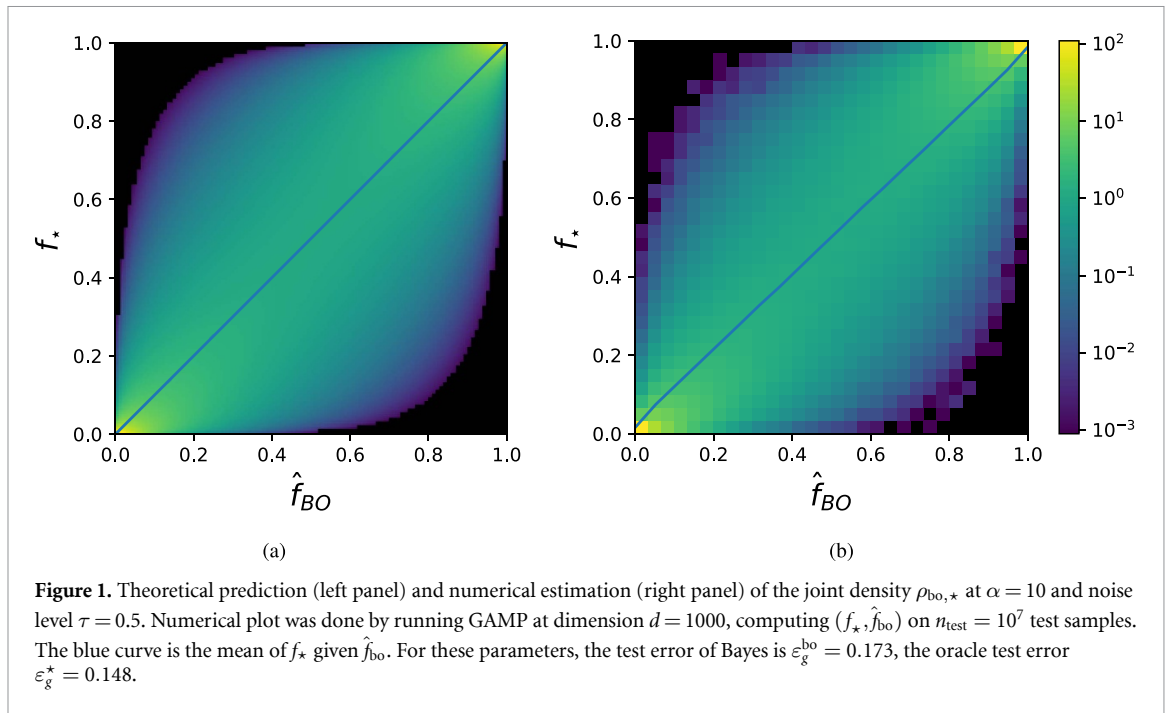 1.0
0.8
0.6
0.4
0.2
0.0
f⋆
0.0 0.2 0.4 0.6 0.8 1.0
f̂BO
(a)
1.0
0.8
0.6
0.4
0.2
0.0
f⋆
0.0 0.2 0.4 0.6 0.8 1.0
f̂BO
(b)
10²
10¹
10⁰
10⁻¹
10⁻²
10⁻³
Figure 1. Theoretical prediction (left panel) and numerical estimation (right panel) of the joint density ρbo,⋆ at α = 10 and noise
level τ = 0.5. Numerical plot was done by running GAMP at dimension d = 1000, computing (f⋆, f̂bo) on ntest = 10⁷ test samples.
The blue curve is the mean of f⋆ given f̂bo. For these parameters, the test error of Bayes is εg^bo = 0.173, the oracle test error
εg^⋆ = 0.148.